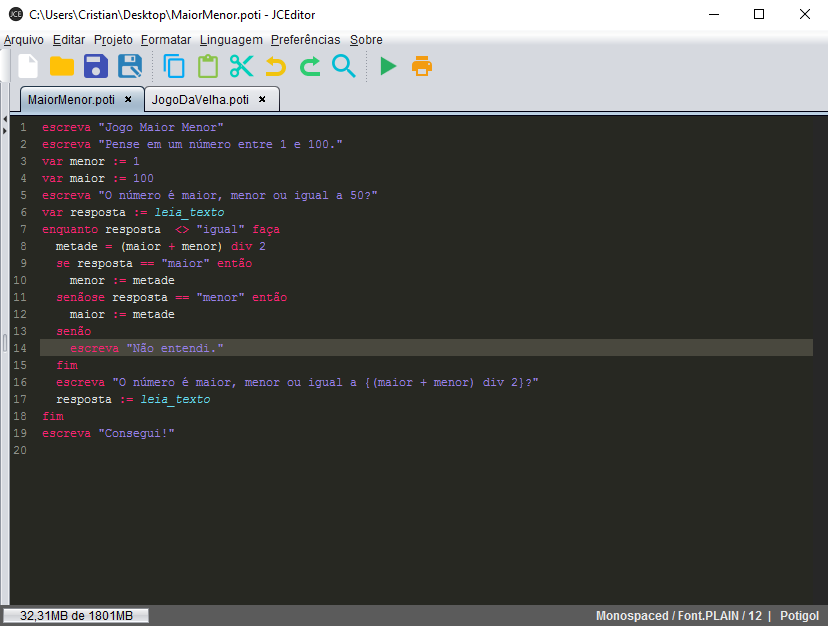 JCE C:\Users\Cristian\Desktop\MaiorMenor.poti - JCEditor
Arquivo Editar Projeto Formatar Linguagem Preferências Sobre
MaiorMenor.poti × JogoDaVelha.poti ×
1 escreva "Jogo Maior Menor"
2 escreva "Pense em um número entre 1 e 100."
3 var menor := 1
4 var maior := 100
5 escreva "O número é maior, menor ou igual a 50?"
6 var resposta := leia_texto
7 enquanto resposta  <> "igual" faça
8   metade = (maior + menor) div 2
9   se resposta == "maior" então
10     menor := metade
11   senãose resposta == "menor" então
12     maior := metade
13   senão
14     escreva "Não entendi."
15   fim
16   escreva "O número é maior, menor ou igual a {(maior + menor) div 2}?"
17   resposta := leia_texto
18 fim
19 escreva "Consegui!"
20
32,31MB de 1801MB Monospaced / Font.PLAIN / 12 | Potigol